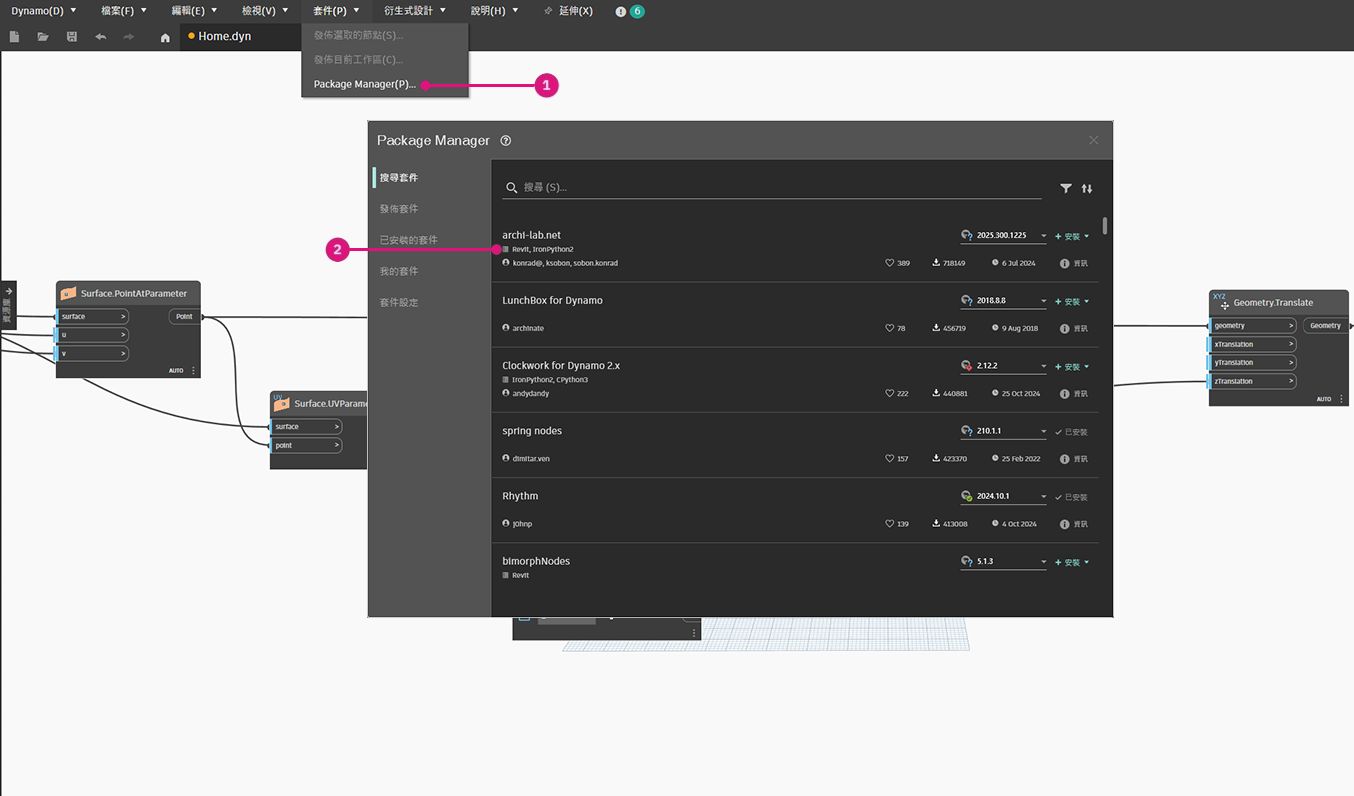 Dynamo(D) 檔案(F) 編輯(E) 檢視(V) 套件(P) 衍生式設計 說明(H) 延伸(X) 6
Home.dyn
發佈選取的節點(S)...
發佈目前工作區(C)...
Package Manager(P)...
1
Package Manager
搜尋套件
發佈套件
已安裝的套件
我的套件
套件設定
搜尋 (S)...
2
archi-lab.net 2025.300.1225 安裝
Revit, IronPython2
konrad@, ksobon, sobon.konrad 389 718149 6 Jul 2024 資訊
LunchBox for Dynamo 2018.8.8 安裝
archinate 78 456719 9 Aug 2018 資訊
Clockwork for Dynamo 2.x 2.12.2 安裝
IronPython2, CPython3
andydandy 222 440881 25 Oct 2024 資訊
spring nodes 210.1.1 已安裝
dimitar.ven 157 423370 25 Feb 2022 資訊
Rhythm 2024.10.1 已安裝
j0hnp 139 413008 4 Oct 2024 資訊
bimorphNodes 5.1.3 安裝
Revit
資源庫
Surface.PointAtParameter
surface > Point
u >
v >
AUTO
UV
Surface.UVParame
surface >
point >
XYZ
Geometry.Translate
geometry > Geometry
xTranslation >
yTranslation >
zTranslation >
AUTO